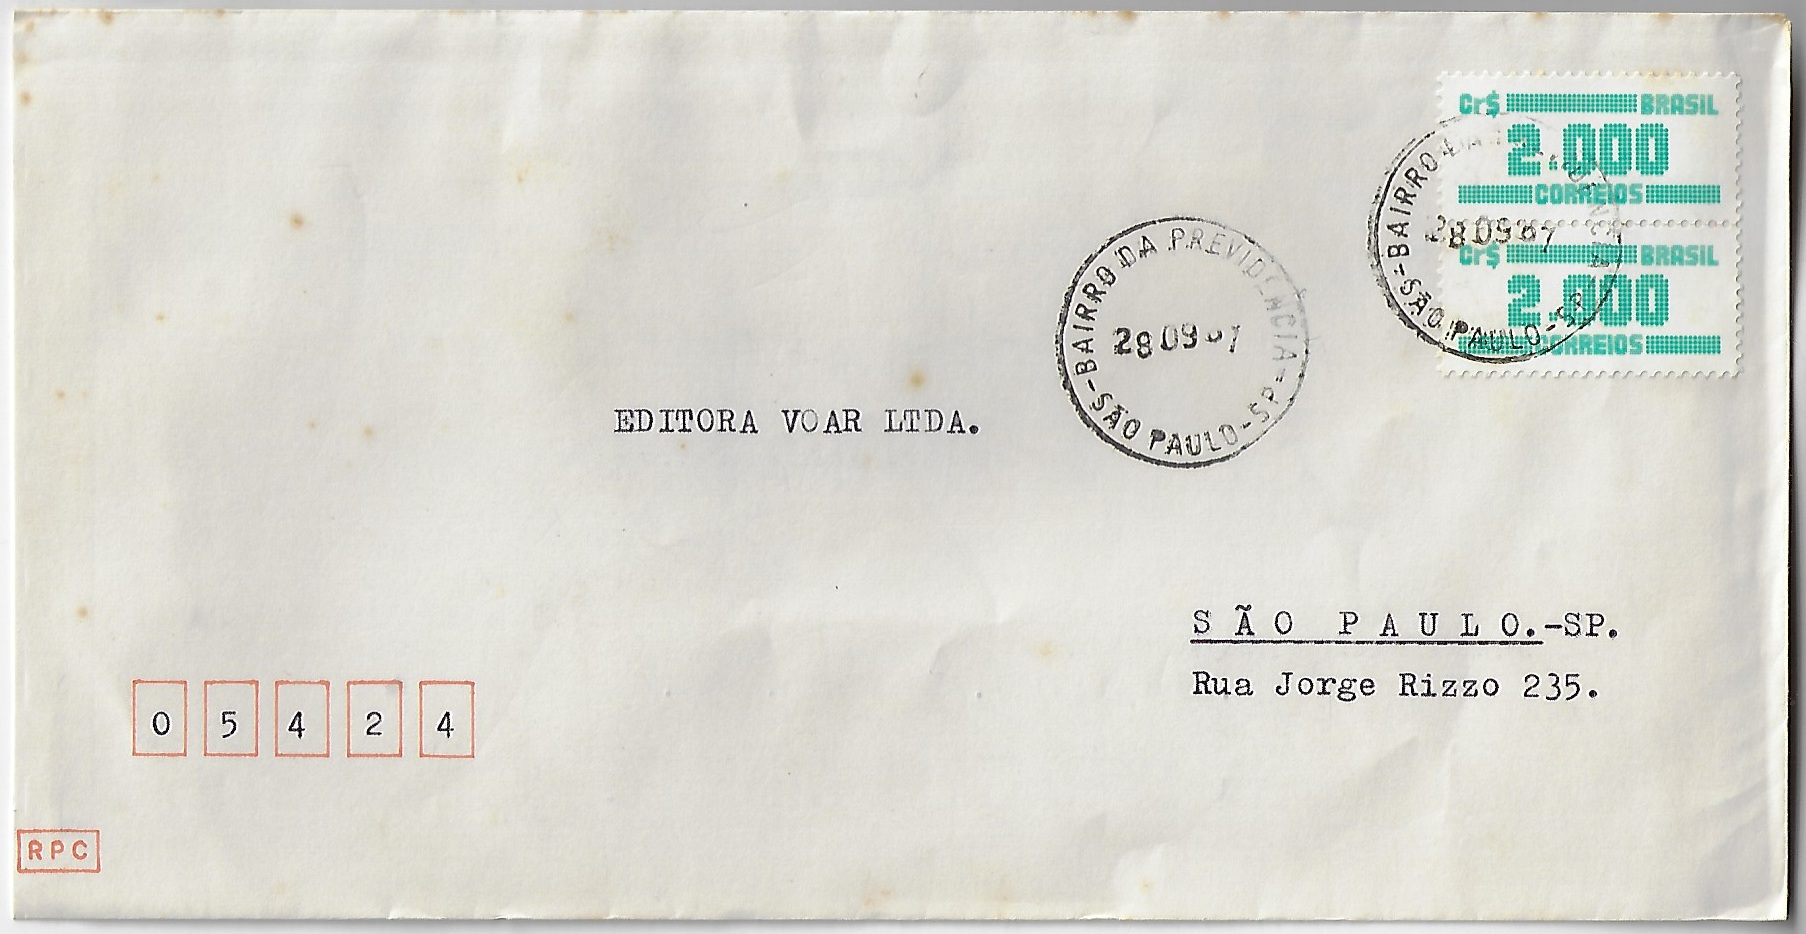 Cr$ BRASIL
2.000
CORREIOS
Cr$ BRASIL
2.000
CORREIOS
BAIRRO DA PREVIDENCIA
28 09 87
-SÃO PAULO-SP-
BAIRRO DA PREVIDENCIA
28 09
-SÃO PAULO-SP-
EDITORA VOAR LTDA.
SÃO PAULO.-SP.
Rua Jorge Rizzo 235.
0 5 4 2 4
RPC